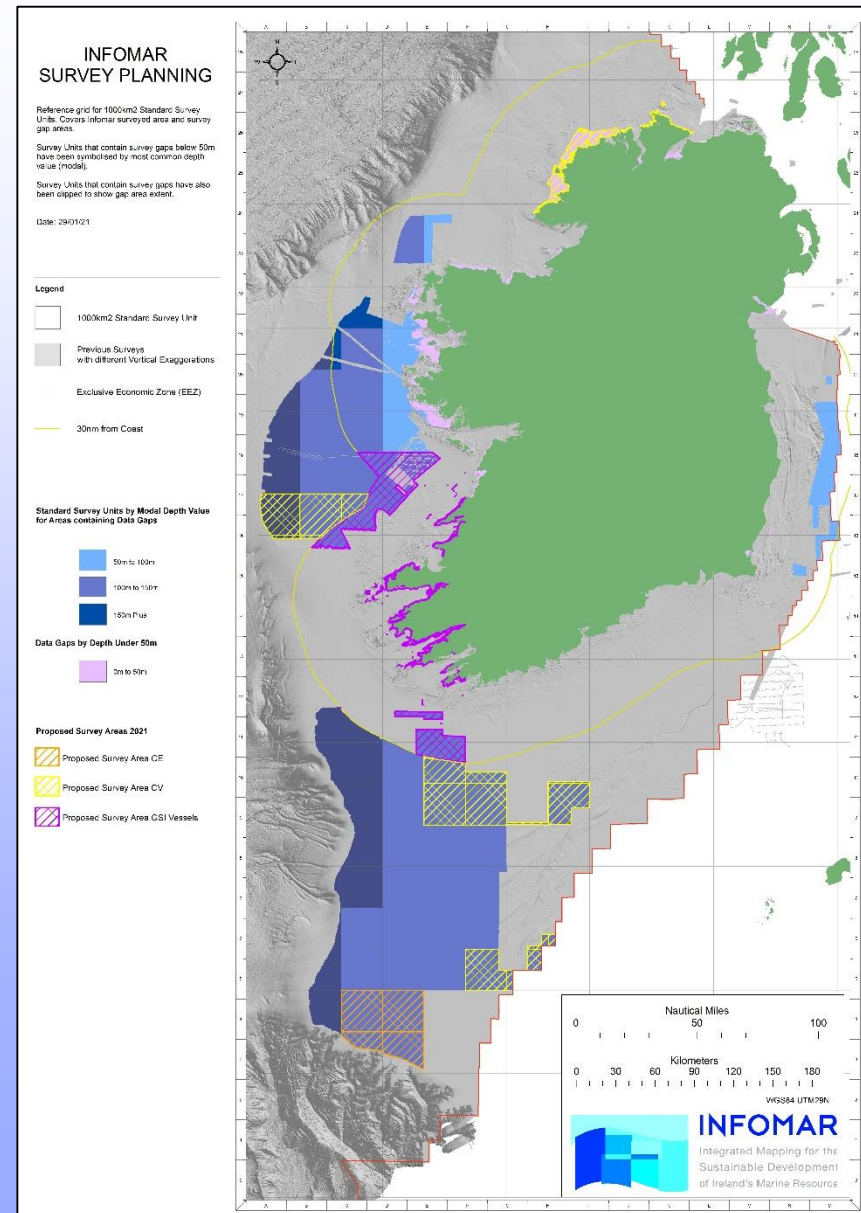 INFOMAR
SURVEY PLANNING
Reference grid for 1000km2 Standard Survey
Units. Covers Infomar surveyed area and survey
gap areas.
Survey Units that contain survey gaps below 50m
have been symbolised by most common depth
value (modal).
Survey Units that contain survey gaps have also
been clipped to show gap area extent.
Date: 29/01/21
Legend
1000km2 Standard Survey Unit
Previous Surveys
with different Vertical Exaggerations
Exclusive Economic Zone (EEZ)
30nm from Coast
Standard Survey Units by Modal Depth Value
for Areas containing Data Gaps
50m to 100m
100m to 150m
150m Plus
Data Gaps by Depth Under 50m
0m to 50m
Proposed Survey Areas 2021
Proposed Survey Area CE
Proposed Survey Area CV
Proposed Survey Area GSI Vessels
Nautical Miles
0 50 100
Kilometers
0 30 60 90 120 150 180
WGS84 UTM29N
INFOMAR
Integrated Mapping for the
Sustainable Development
of Ireland's Marine Resource